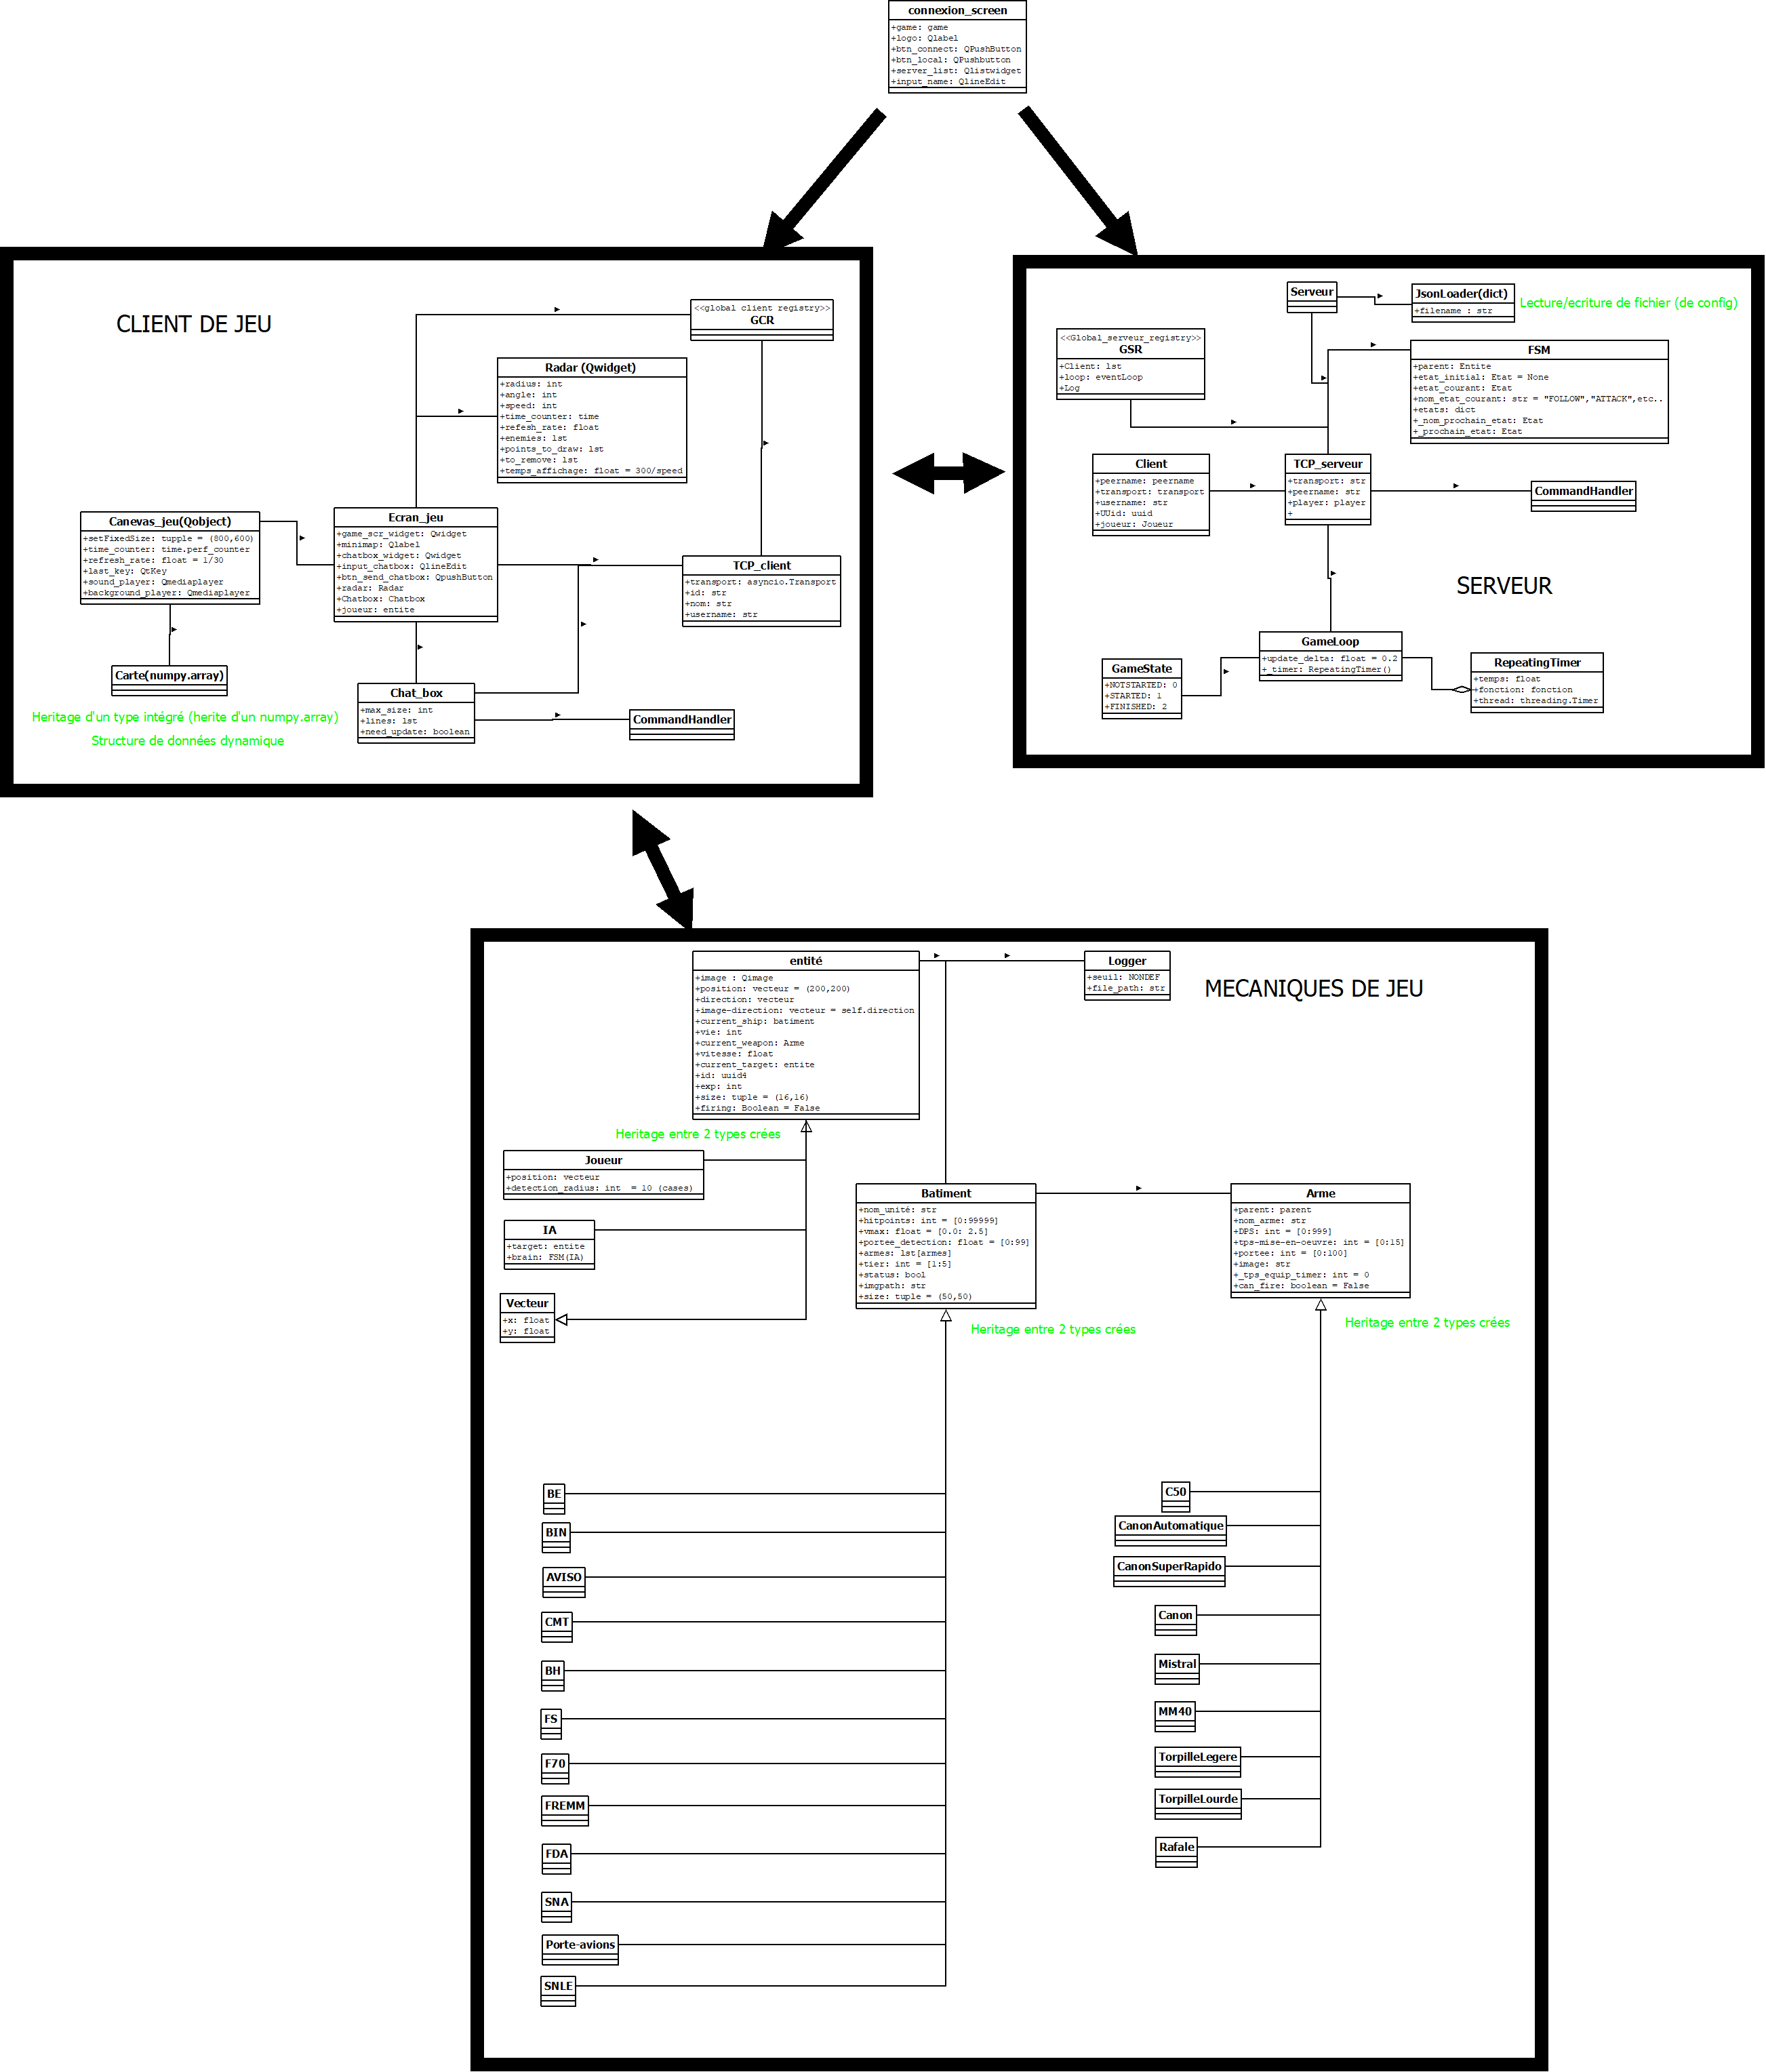 connexion_screen
+game: game
+logo: Qlabel
+btn_connect: QPushButton
+btn_local: QPushbutton
+server_list: Qlistwidget
+input_name: QlineEdit
CLIENT DE JEU
<<global client registry>>
GCR
Radar (Qwidget)
+radius: int
+angle: int
+speed: int
+time_counter: time
+refesh_rate: float
+enemies: lst
+points_to_draw: lst
+to_remove: lst
+temps_affichage: float = 300/speed
Canevas_jeu(Qobject)
+setFixedSize: tupple = (800,600)
+time_counter: time.perf_counter
+refresh_rate: float = 1/30
+last_key: QtKey
+sound_player: Qmediaplayer
+background_player: Qmediaplayer
Ecran_jeu
+game_scr_widget: Qwidget
+minimap: Qlabel
+chatbox_widget: Qwidget
+input_chatbox: QlineEdit
+btn_send_chatbox: QpushButton
+radar: Radar
+Chatbox: Chatbox
+joueur: entite
TCP_client
+transport: asyncio.Transport
+id: str
+nom: str
+username: str
Carte(numpy.array)
Heritage d'un type intégré (herite d'un numpy.array)
Structure de données dynamique
Chat_box
+max_size: int
+lines: lst
+need_update: boolean
CommandHandler
Serveur
JsonLoader(dict)
+filename : str
Lecture/ecriture de fichier (de config)
<<Global_serveur_registry>>
GSR
+Client: lst
+loop: eventLoop
+Log
FSM
+parent: Entite
+etat_initial: Etat = None
+etat_courant: Etat
+nom_etat_courant: str = "FOLLOW","ATTACK",etc..
+etats: dict
+_nom_prochain_etat: Etat
+_prochain_etat: Etat
Client
+peername: peername
+transport: transport
+username: str
+UUid: uuid
+joueur: Joueur
TCP_serveur
+transport: str
+peername: str
+player: player
+
CommandHandler
SERVEUR
GameLoop
+update_delta: float = 0.2
+_timer: RepeatingTimer()
GameState
+NOTSTARTED: 0
+STARTED: 1
+FINISHED: 2
RepeatingTimer
+temps: float
+fonction: fonction
+thread: threading.Timer
entité
+image : Qimage
+position: vecteur = (200,200)
+direction: vecteur
+image-direction: vecteur = self.direction
+current_ship: batiment
+vie: int
+current_weapon: Arme
+vitesse: float
+current_target: entite
+id: uuid4
+exp: int
+size: tuple = (16,16)
+firing: Boolean = False
Logger
+seuil: NONDEF
+file_path: str
MECANIQUES DE JEU
Heritage entre 2 types crées
Joueur
+position: vecteur
+detection_radius: int  = 10 (cases)
IA
+target: entite
+brain: FSM(IA)
Vecteur
+x: float
+y: float
Batiment
+nom_unité: str
+hitpoints: int = [0:99999]
+vmax: float = [0.0: 2.5]
+portee_detection: float = [0:99]
+armes: lst[armes]
+tier: int = [1:5]
+status: bool
+imgpath: str
+size: tuple = (50,50)
Heritage entre 2 types crées
Arme
+parent: parent
+nom_arme: str
+DPS: int = [0:999]
+tps-mise-en-oeuvre: int = [0:15]
+portee: int = [0:100]
+image: str
+_tps_equip_timer: int = 0
+can_fire: boolean = False
Heritage entre 2 types crées
BE
BIN
AVISO
CMT
BH
FS
F70
FREMM
FDA
SNA
Porte-avions
SNLE
C50
CanonAutomatique
CanonSuperRapido
Canon
Mistral
MM40
TorpilleLegere
TorpilleLourde
Rafale